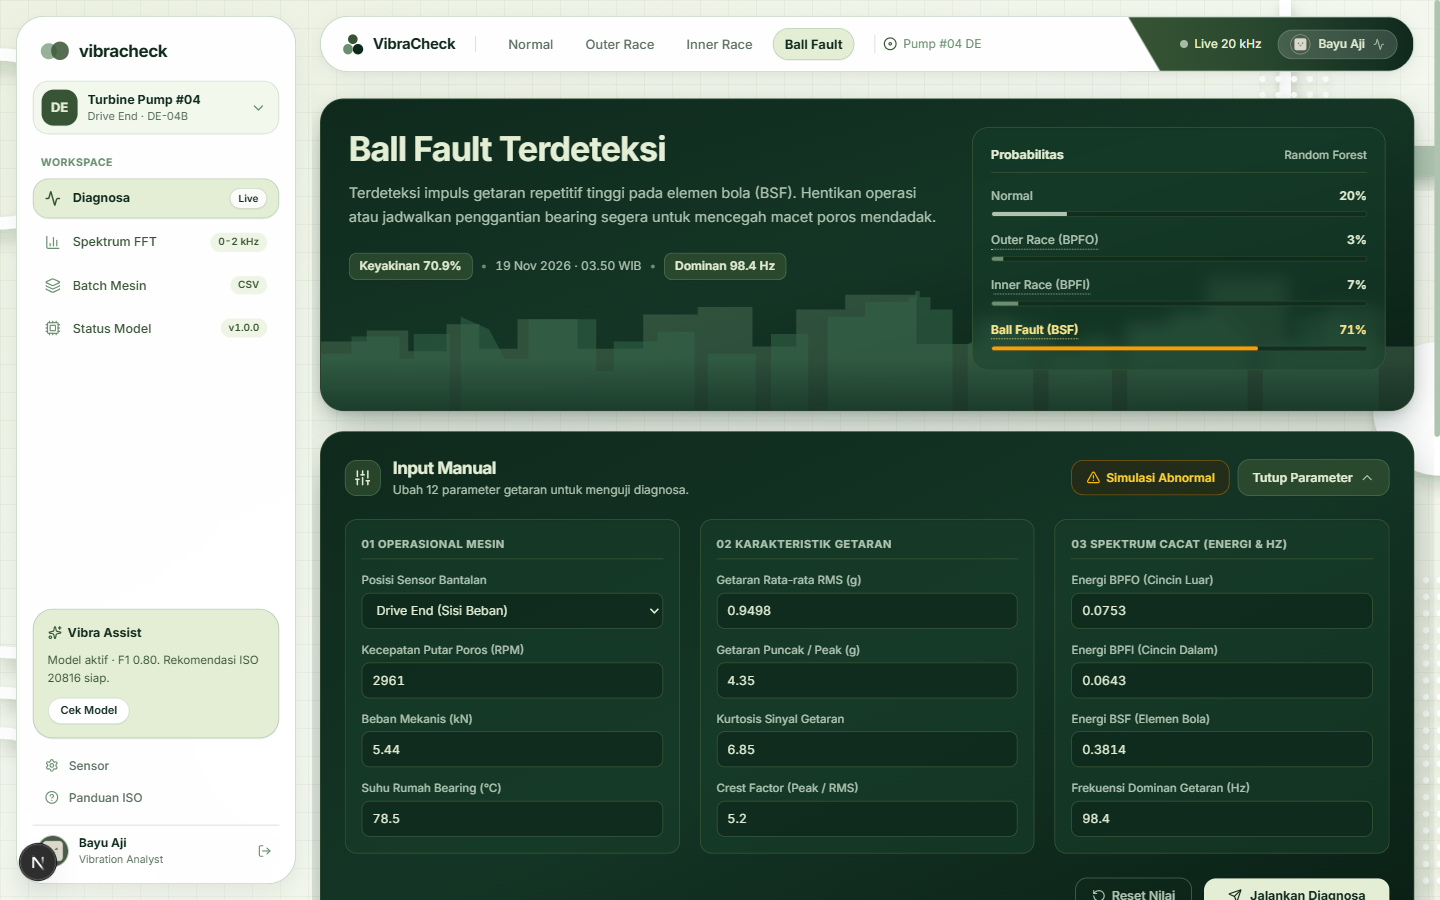 vibracheck
DE
Turbine Pump #04
Drive End · DE-04B
WORKSPACE
Diagnosa
Live
Spektrum FFT
0-2 kHz
Batch Mesin
CSV
Status Model
v1.0.0
Vibra Assist
Model aktif · F1 0.80. Rekomendasi ISO
20816 siap.
Cek Model
Sensor
Panduan ISO
Bayu Aji
Vibration Analyst
N
VibraCheck
Normal
Outer Race
Inner Race
Ball Fault
Pump #04 DE
Live 20 kHz
Bayu Aji
Ball Fault Terdeteksi
Terdeteksi impuls getaran repetitif tinggi pada elemen bola (BSF). Hentikan operasi
atau jadwalkan penggantian bearing segera untuk mencegah macet poros mendadak.
Keyakinan 70.9% • 19 Nov 2026 · 03.50 WIB • Dominan 98.4 Hz
Probabilitas
Random Forest
Normal
20%
Outer Race (BPFO)
3%
Inner Race (BPFI)
7%
Ball Fault (BSF)
71%
Input Manual
Ubah 12 parameter getaran untuk menguji diagnosa.
Simulasi Abnormal
Tutup Parameter
01 OPERASIONAL MESIN
Posisi Sensor Bantalan
Drive End (Sisi Beban)
Kecepatan Putar Poros (RPM)
2961
Beban Mekanis (kN)
5.44
Suhu Rumah Bearing (°C)
78.5
02 KARAKTERISTIK GETARAN
Getaran Rata-rata RMS (g)
0.9498
Getaran Puncak / Peak (g)
4.35
Kurtosis Sinyal Getaran
6.85
Crest Factor (Peak / RMS)
5.2
03 SPEKTRUM CACAT (ENERGI & HZ)
Energi BPFO (Cincin Luar)
0.0753
Energi BPFI (Cincin Dalam)
0.0643
Energi BSF (Elemen Bola)
0.3814
Frekuensi Dominan Getaran (Hz)
98.4
Reset Nilai
Jalankan Diagnosa